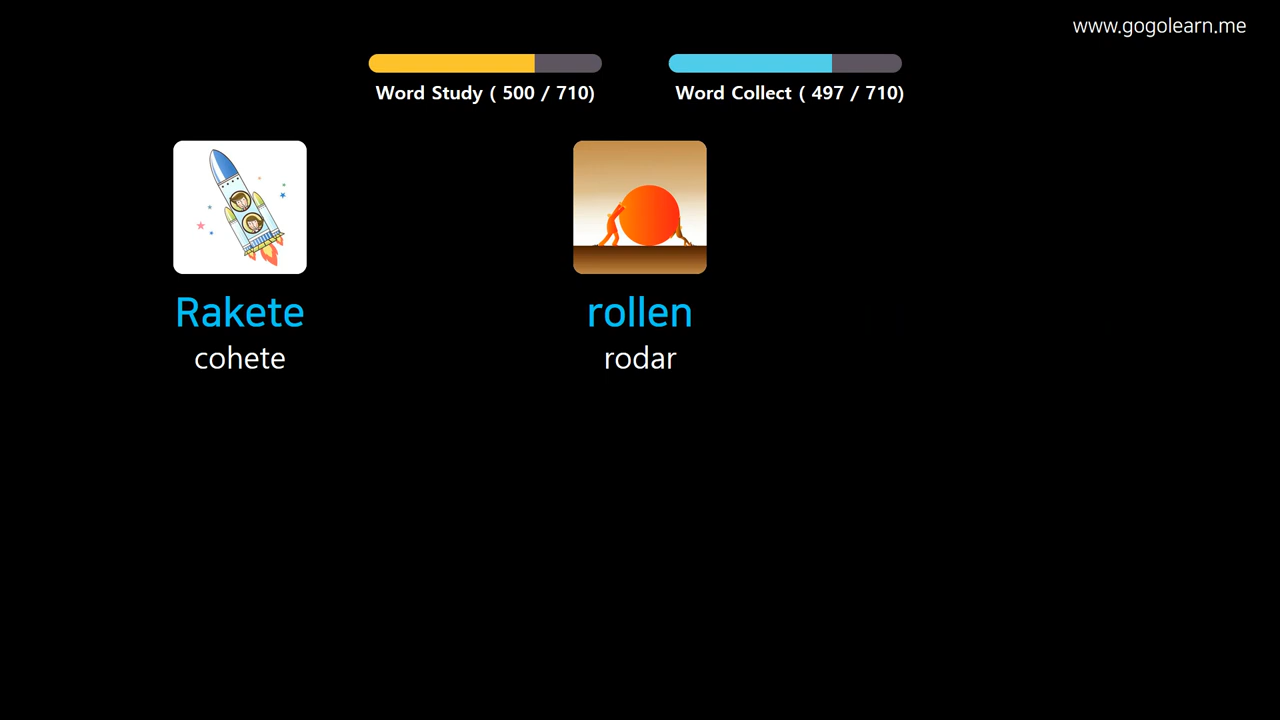 www.gogolearn.me
Word Study ( 500 / 710)
Word Collect ( 497 / 710)
Rakete
cohete
rollen
rodar